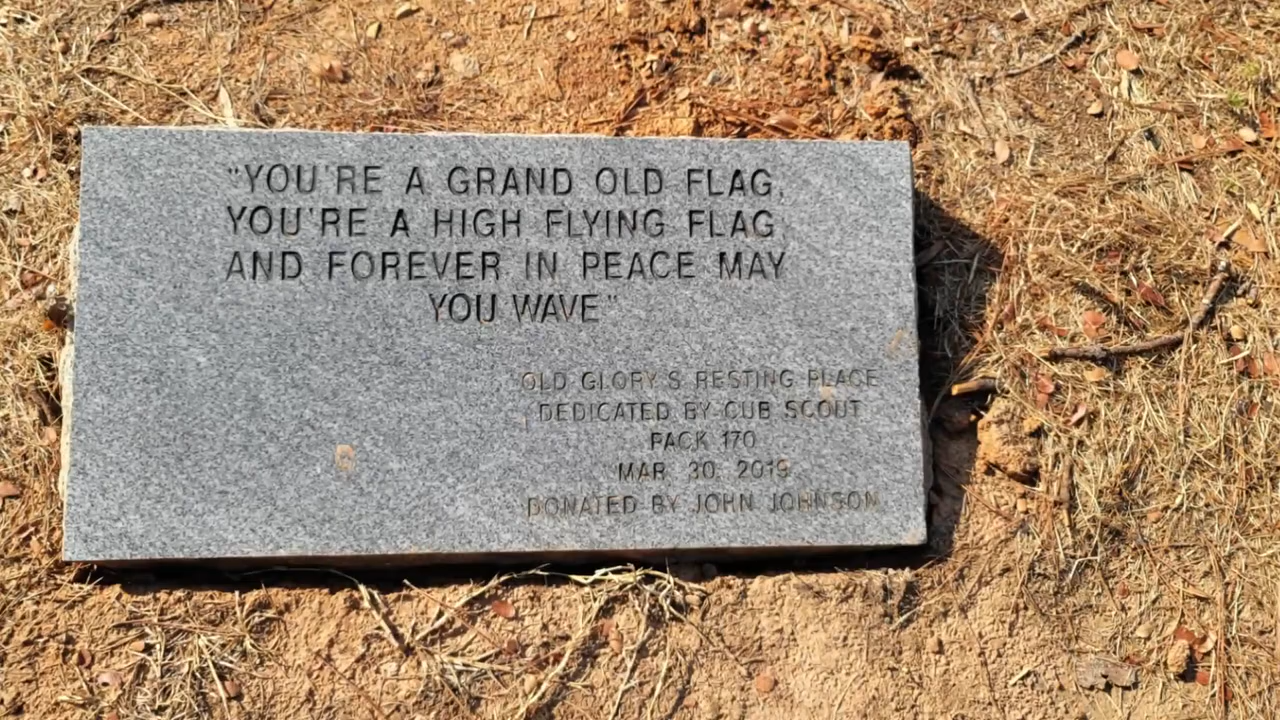 "YOU'RE A GRAND OLD FLAG,
YOU'RE A HIGH FLYING FLAG
AND FOREVER IN PEACE MAY
YOU WAVE"
OLD GLORY'S RESTING PLACE
DEDICATED BY CUB SCOUT
PACK 170
MAR. 30, 2019
DONATED BY JOHN JOHNSON